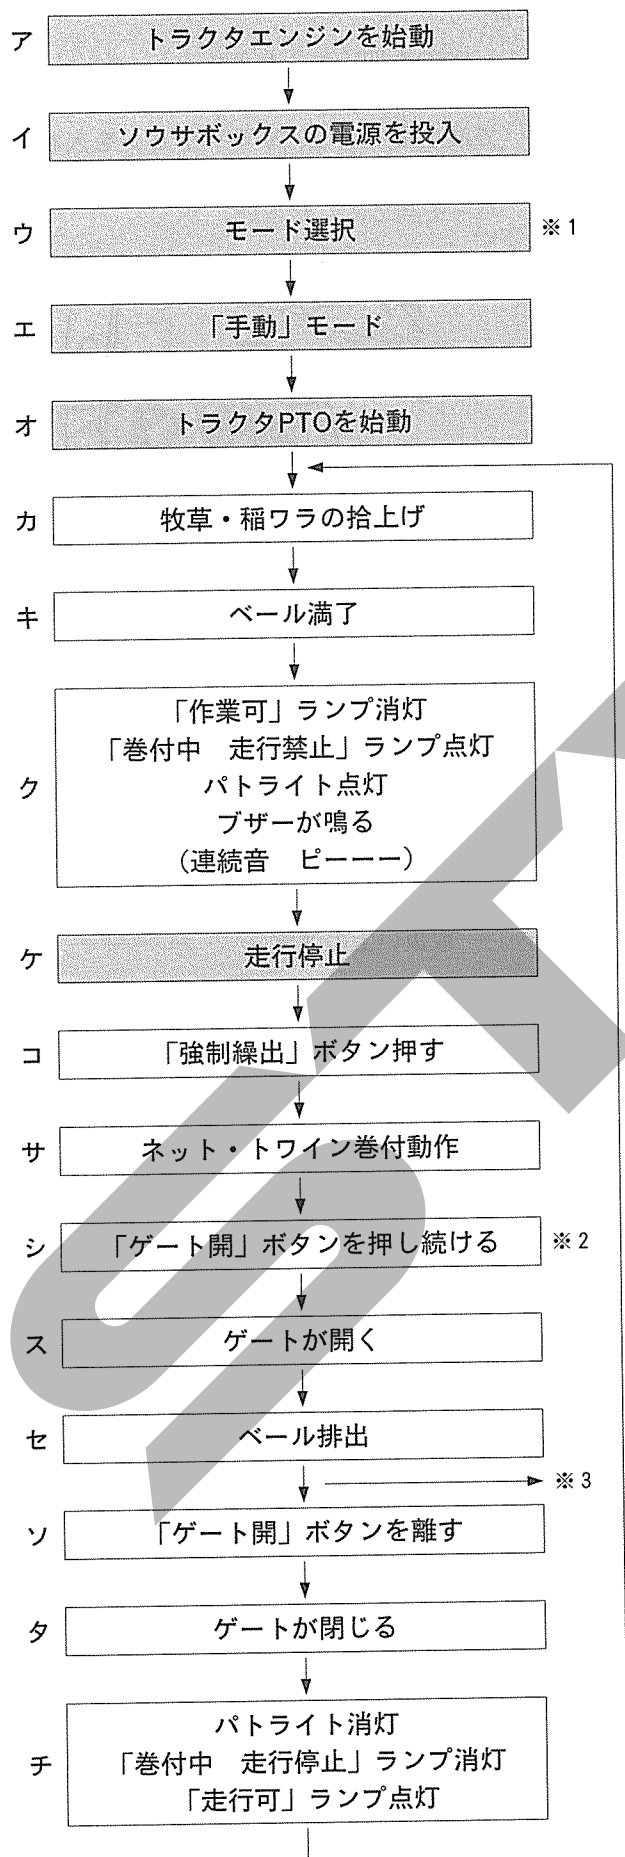 ア トラクタエンジンを始動
イ ソウサボックスの電源を投入
ウ モード選択 ※1
エ 「手動」モード
オ トラクタPTOを始動
カ 牧草・稲ワラの拾上げ
キ ベール満了
「作業可」ランプ消灯
「巻付中　走行禁止」ランプ点灯
ク パトライト点灯
ブザーが鳴る
（連続音　ピーーー）
ケ 走行停止
コ 「強制繰出」ボタン押す
サ ネット・トワイン巻付動作
シ 「ゲート開」ボタンを押し続ける ※2
ス ゲートが開く
セ ベール排出
※3
ソ 「ゲート開」ボタンを離す
タ ゲートが閉じる
パトライト消灯
チ 「巻付中　走行停止」ランプ消灯
「走行可」ランプ点灯